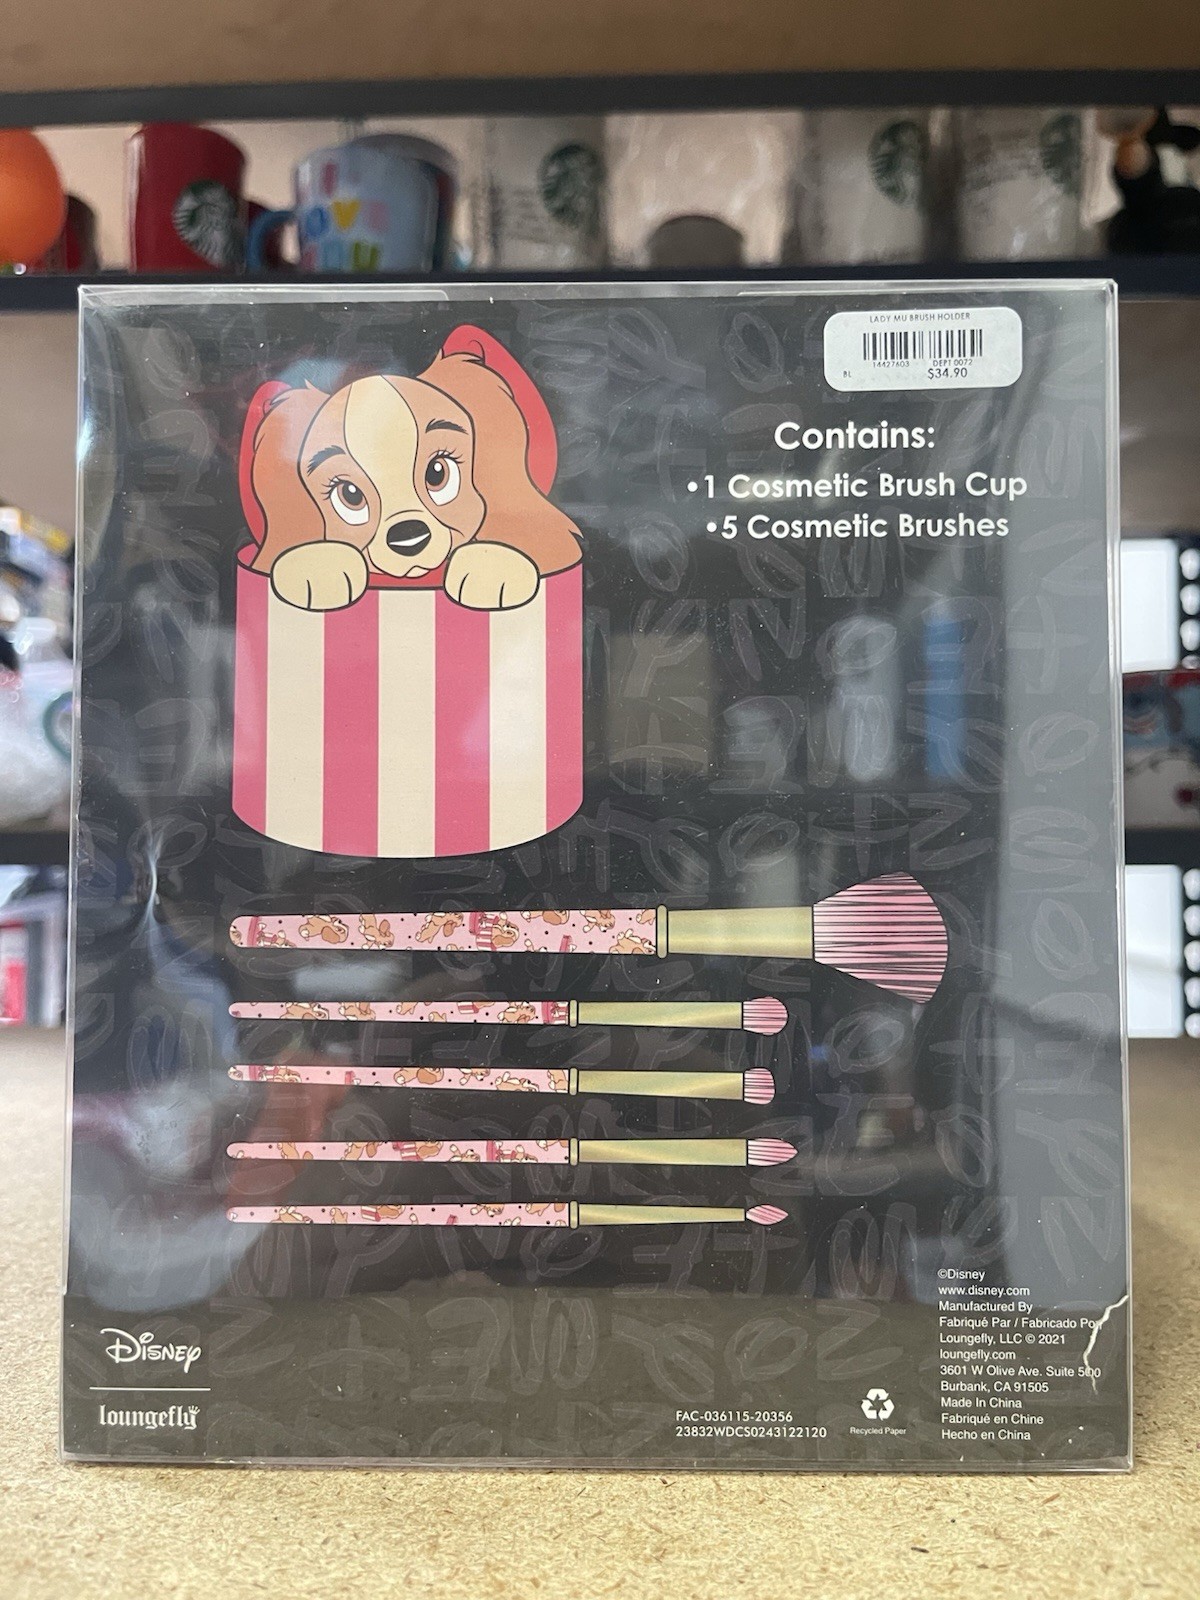 LOVE
YOU
LADY MU BRUSH HOLDER
14427603 DEPT 0072
BL $34.90
Contains:
•1 Cosmetic Brush Cup
•5 Cosmetic Brushes
©Disney
www.disney.com
Manufactured By
Fabriqué Par / Fabricado Por
Loungefly, LLC © 2021
loungefly.com
3601 W Olive Ave. Suite 500
Burbank, CA 91505
Made In China
Fabriqué en Chine
Hecho en China
Disney
loungefly
FAC-036115-20356
23832WDCS0243122120
Recycled Paper